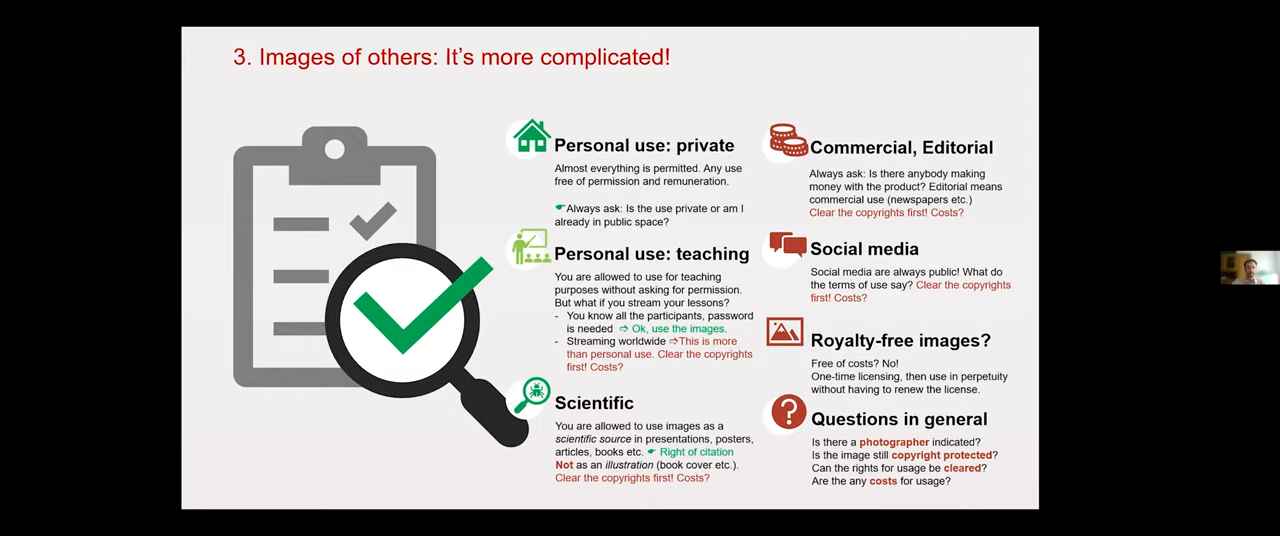 3. Images of others: It's more complicated!
Personal use: private
Almost everything is permitted. Any use
free of permission and remuneration.
Always ask: Is the use private or am I
already in public space?
Personal use: teaching
You are allowed to use for teaching
purposes without asking for permission.
But what if you stream your lessons?
- You know all the participants, password
is needed ⇨ Ok, use the images.
- Streaming worldwide ⇨This is more
than personal use. Clear the copyrights
first! Costs?
Scientific
You are allowed to use images as a
scientific source in presentations, posters,
articles, books etc. ☛ Right of citation
Not as an illustration (book cover etc.).
Clear the copyrights first! Costs?
Commercial, Editorial
Always ask: Is there anybody making
money with the product? Editorial means
commercial use (newspapers etc.)
Clear the copyrights first! Costs?
Social media
Social media are always public! What do
the terms of use say? Clear the copyrights
first! Costs?
Royalty-free images?
Free of costs? No!
One-time licensing, then use in perpetuity
without having to renew the license.
Questions in general
Is there a photographer indicated?
Is the image still copyright protected?
Can the rights for usage be cleared?
Are the any costs for usage?